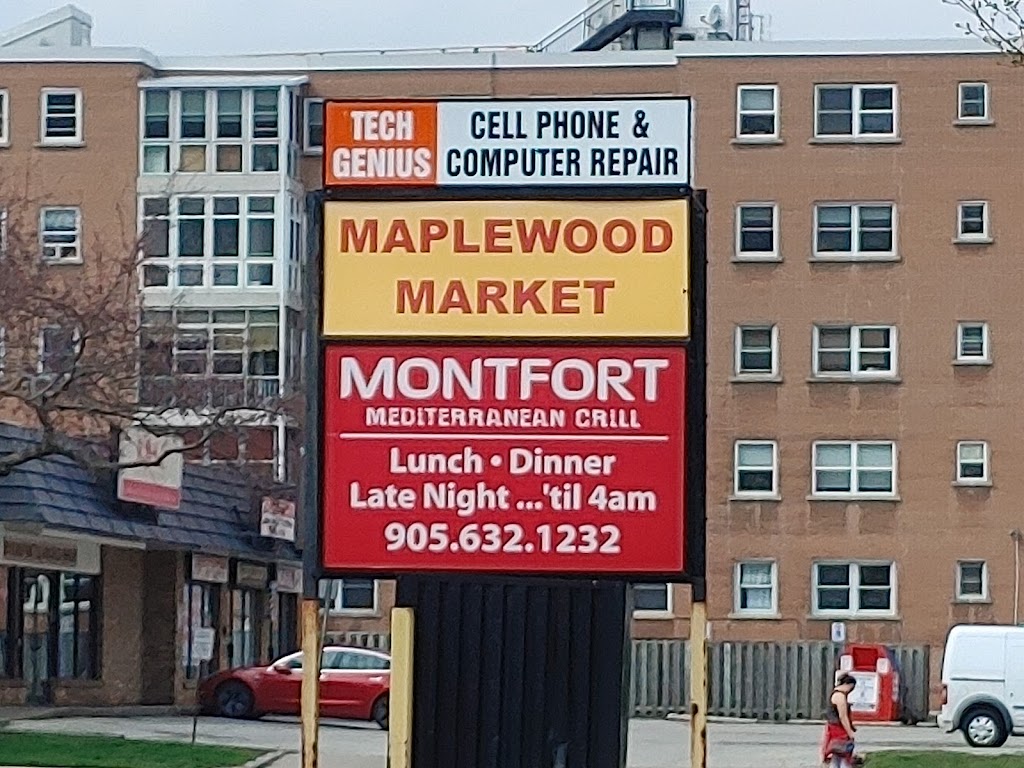 TECH
GENIUS
CELL PHONE &
COMPUTER REPAIR
MAPLEWOOD
MARKET
MONTFORT
MEDITERRANEAN GRILL
Lunch • Dinner
Late Night ...'til 4am
905.632.1232